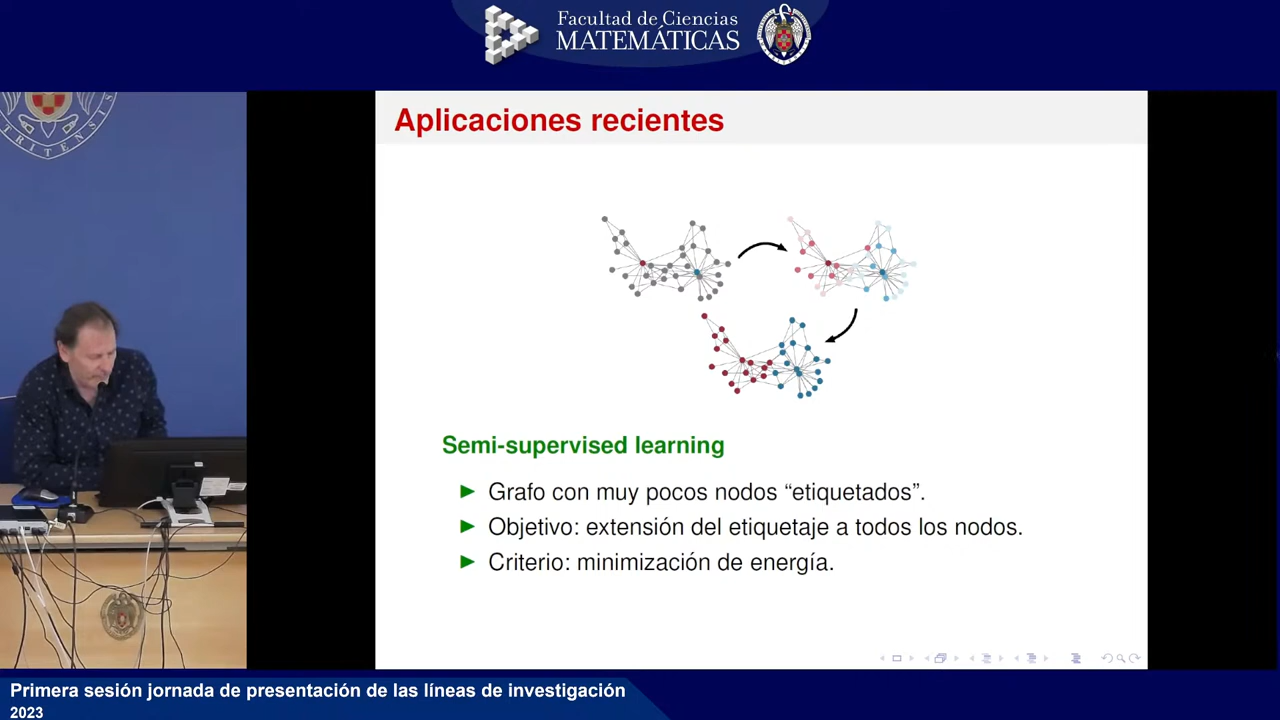 Facultad de Ciencias
MATEMÁTICAS
TRITENSIS
Aplicaciones recientes
Semi-supervised learning
Grafo con muy pocos nodos “etiquetados”.
Objetivo: extensión del etiquetaje a todos los nodos.
Criterio: minimización de energía.
Primera sesión jornada de presentación de las líneas de investigación
2023